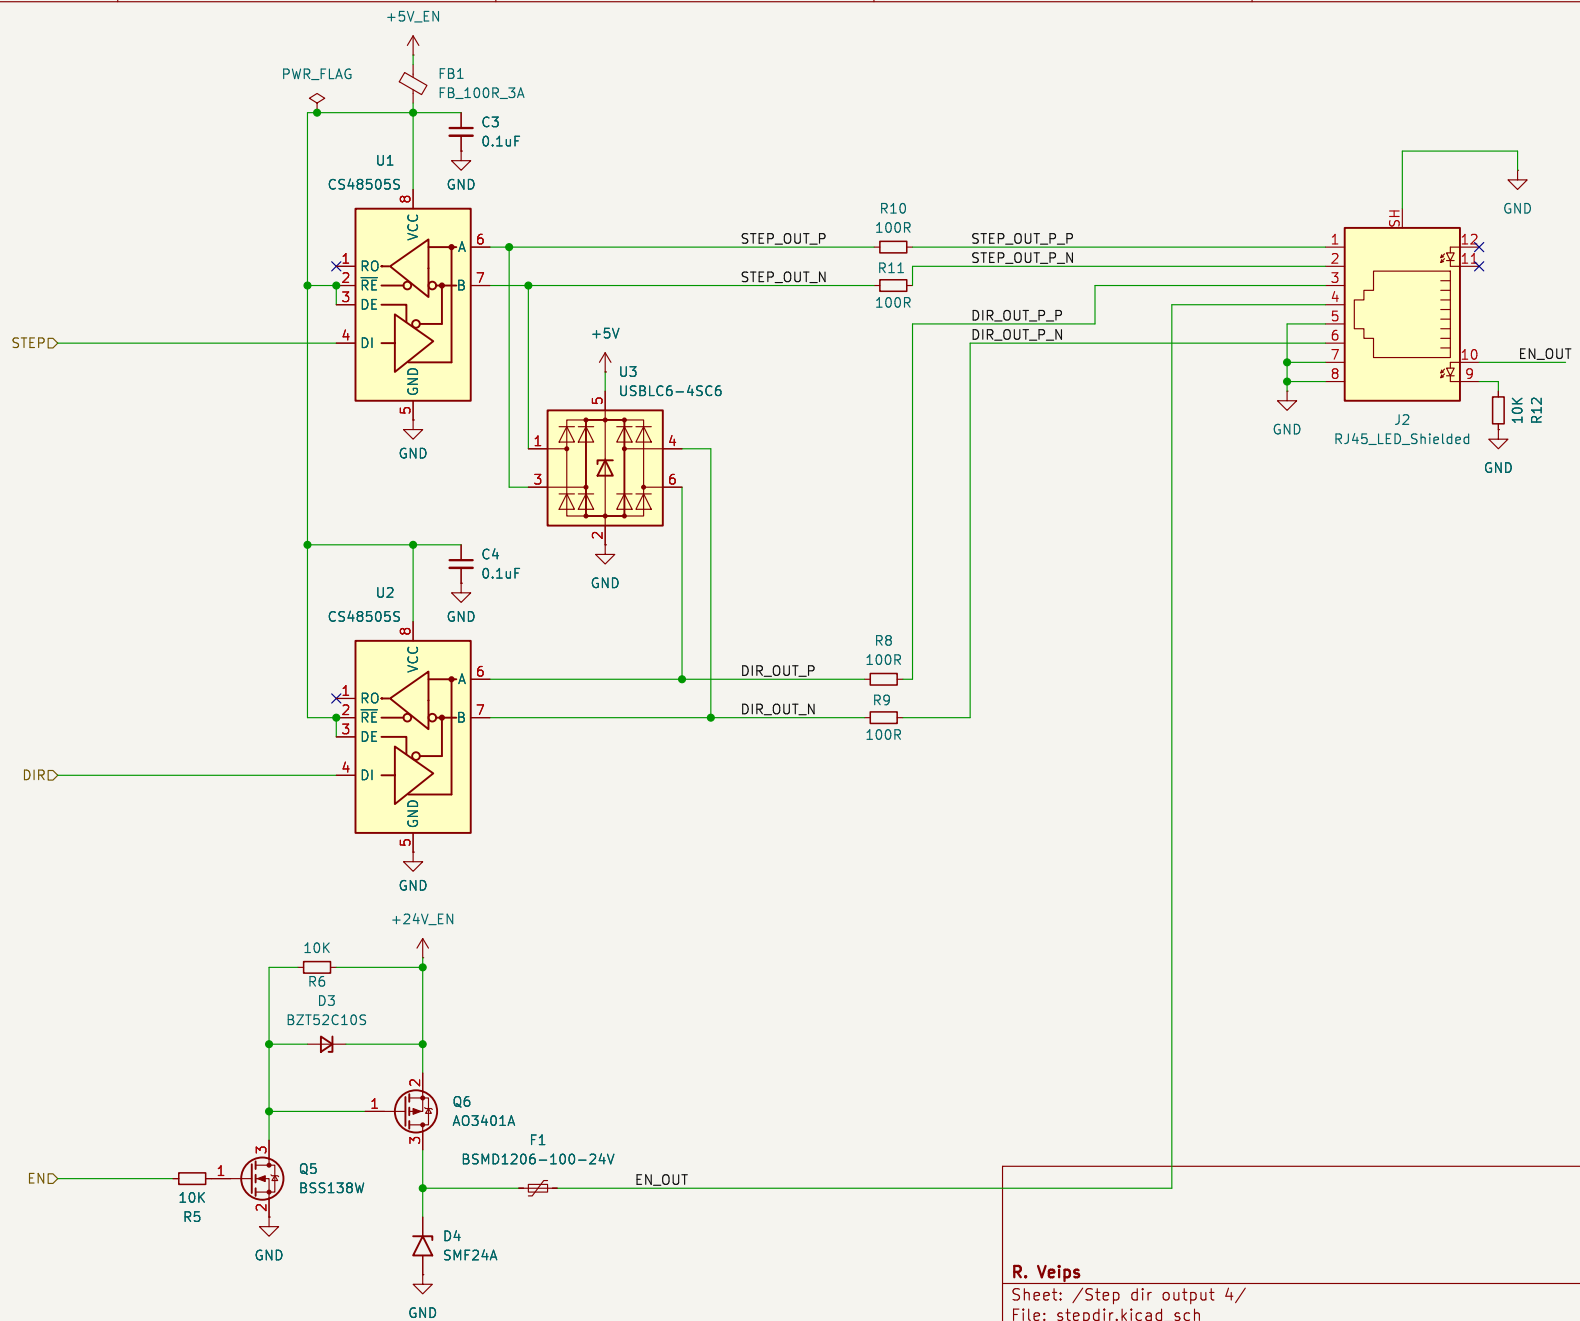 +5V_EN
PWR_FLAG
FB1
FB_100R_3A
C3
0.1uF
GND
U1
CS48505S
8
VCC
1
RO
2
RE
3
DE
4
DI
A
6
B
7
GND
5
GND
STEP
STEP_OUT_P
STEP_OUT_N
R10
100R
R11
100R
STEP_OUT_P_P
STEP_OUT_P_N
DIR_OUT_P_P
DIR_OUT_P_N
+5V
U3
USBLC6-4SC6
5
1
3
4
6
2
GND
SH
GND
1
2
3
4
5
6
7
8
12
11
10
9
EN_OUT
J2
RJ45_LED_Shielded
GND
10K
R12
GND
C4
0.1uF
GND
U2
CS48505S
8
VCC
1
RO
2
RE
3
DE
4
DI
A
6
B
7
GND
5
GND
DIR
DIR_OUT_P
DIR_OUT_N
R8
100R
R9
100R
+24V_EN
10K
R6
D3
BZT52C10S
1
2
3
Q6
AO3401A
EN
10K
R5
1
3
2
Q5
BSS138W
GND
F1
BSMD1206-100-24V
EN_OUT
D4
SMF24A
GND
R. Veips
Sheet: /Step dir output 4/
File: stepdir.kicad_sch